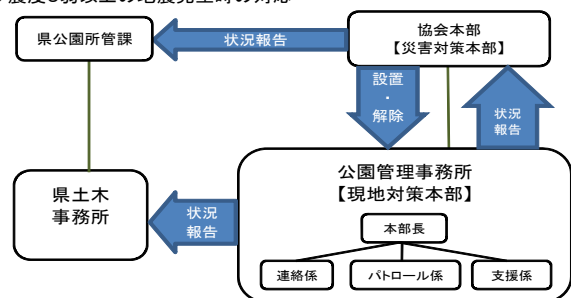 震度5弱以上の地震発生時の対応
県公園所管課
状況報告
協会本部
【災害対策本部】
設置
・
解除
状況
報告
県土木
事務所
状況
報告
公園管理事務所
【現地対策本部】
本部長
連絡係
パトロール係
支援係